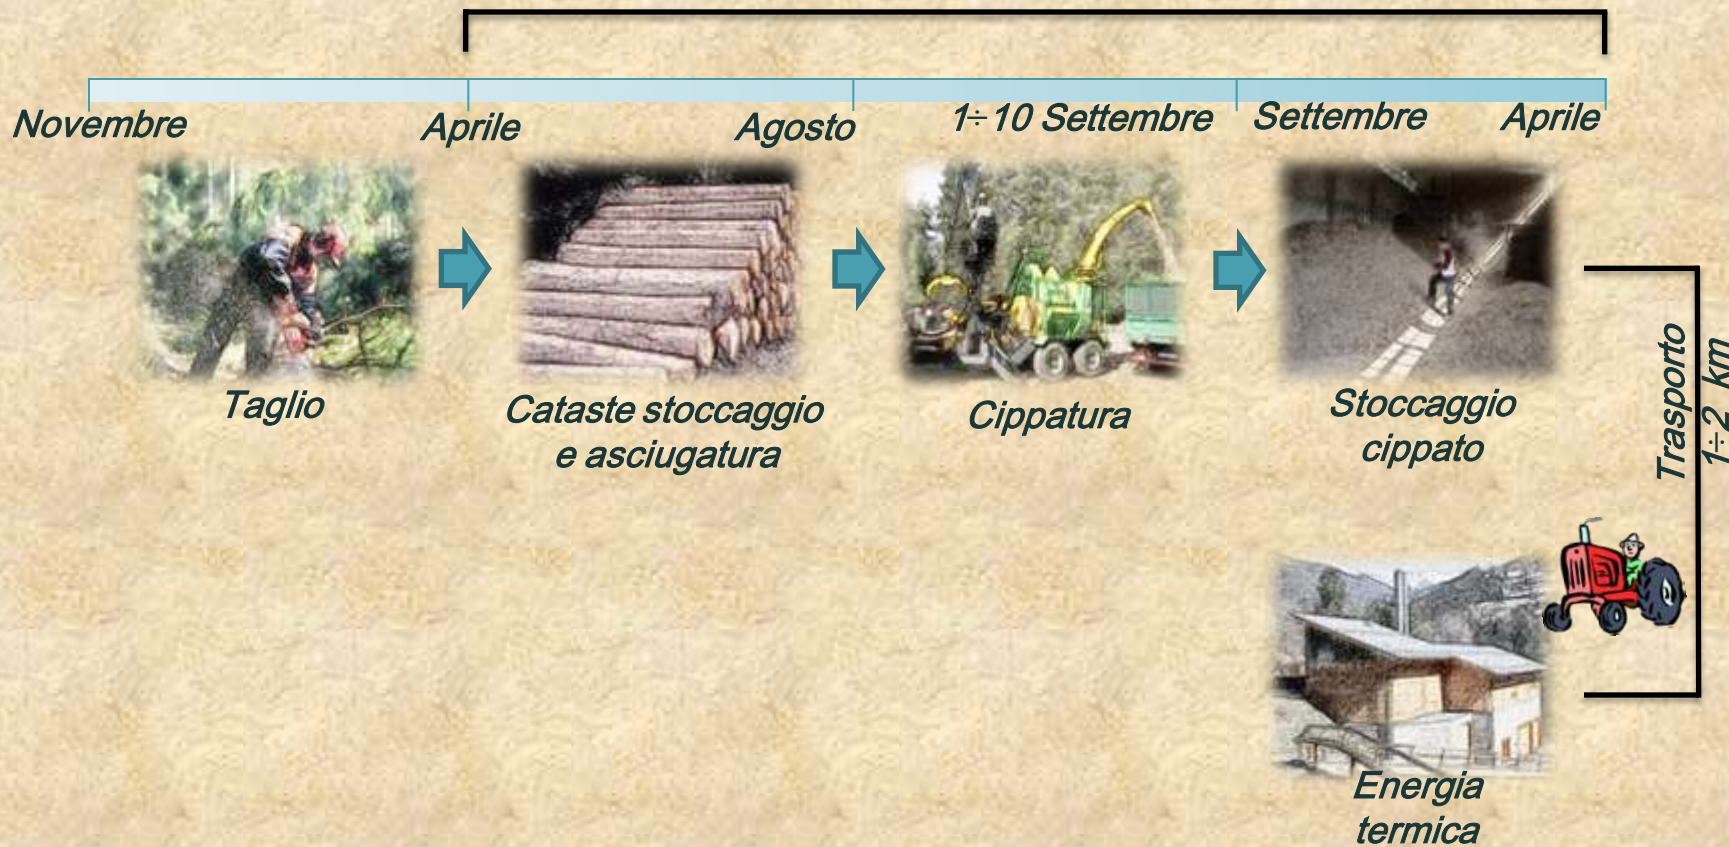 Novembre
Aprile
Agosto
1÷10 Settembre
Settembre
Aprile
Taglio
Cataste stoccaggio
e asciugatura
Cippatura
Stoccaggio
cippato
Trasporto
1÷2 km
Energia
termica